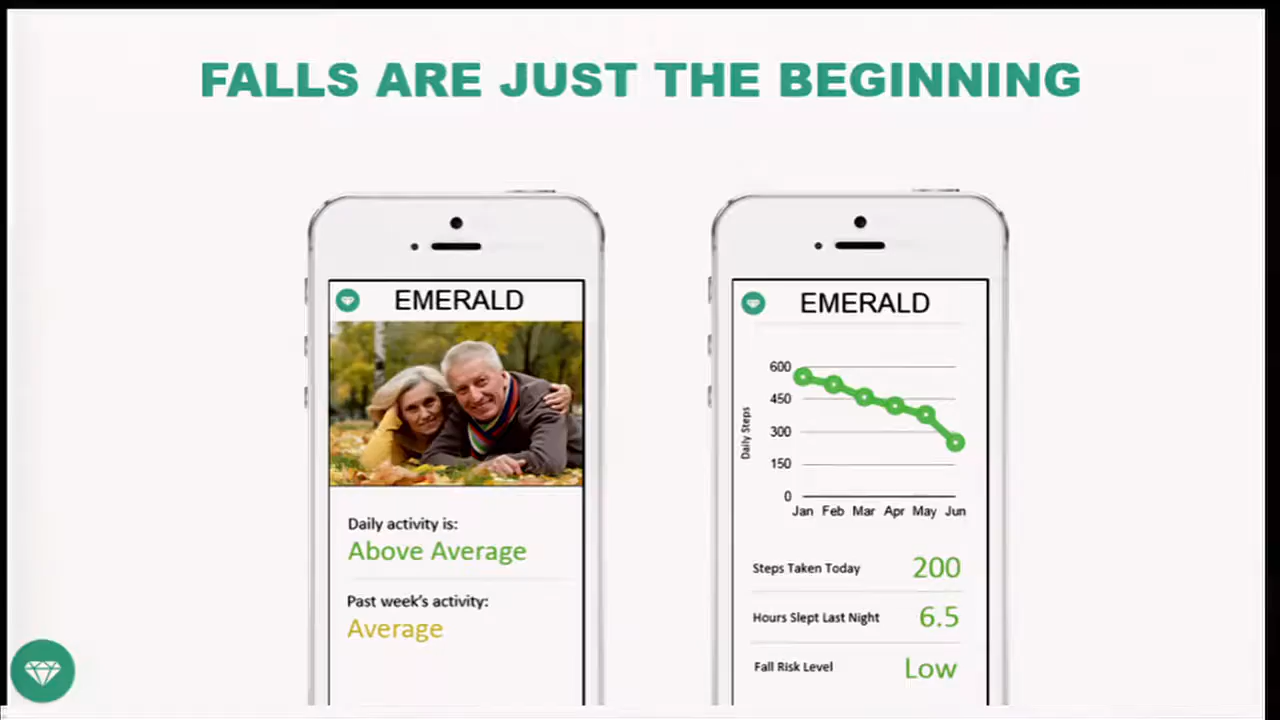 FALLS ARE JUST THE BEGINNING
EMERALD
Daily activity is:
Above Average
Past week's activity:
Average
EMERALD
Daily Steps
600
450
300
150
0
Jan Feb Mar Apr May Jun
Steps Taken Today 200
Hours Slept Last Night 6.5
Fall Risk Level Low